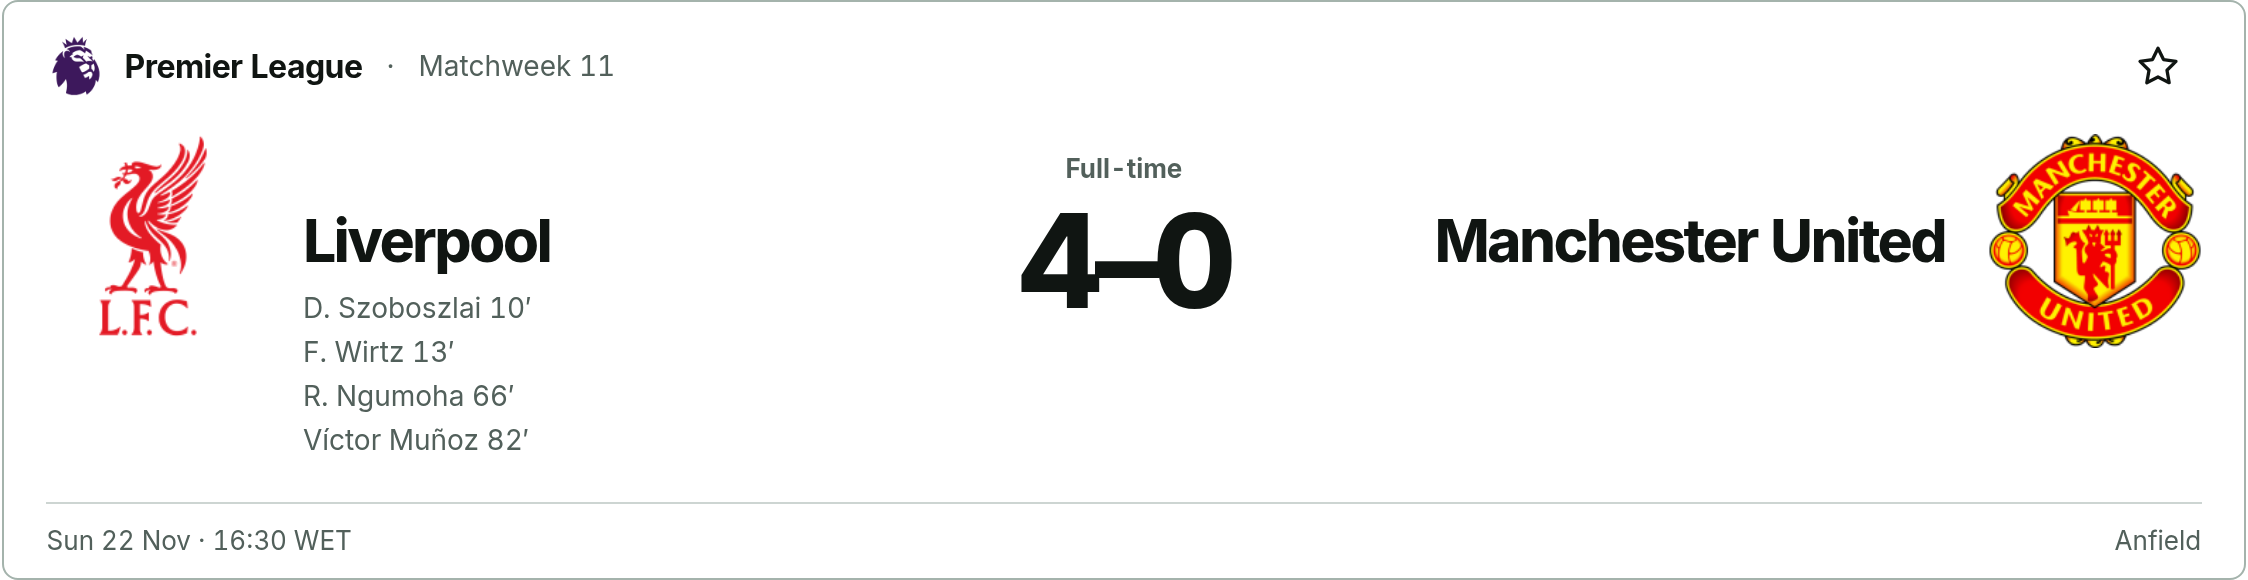 Premier League · Matchweek 11
Full-time
Liverpool
4–0
Manchester United
D. Szoboszlai 10′
F. Wirtz 13′
R. Ngumoha 66′
Víctor Muñoz 82′
L.F.C.
MANCHESTER
UNITED
Sun 22 Nov · 16:30 WET
Anfield